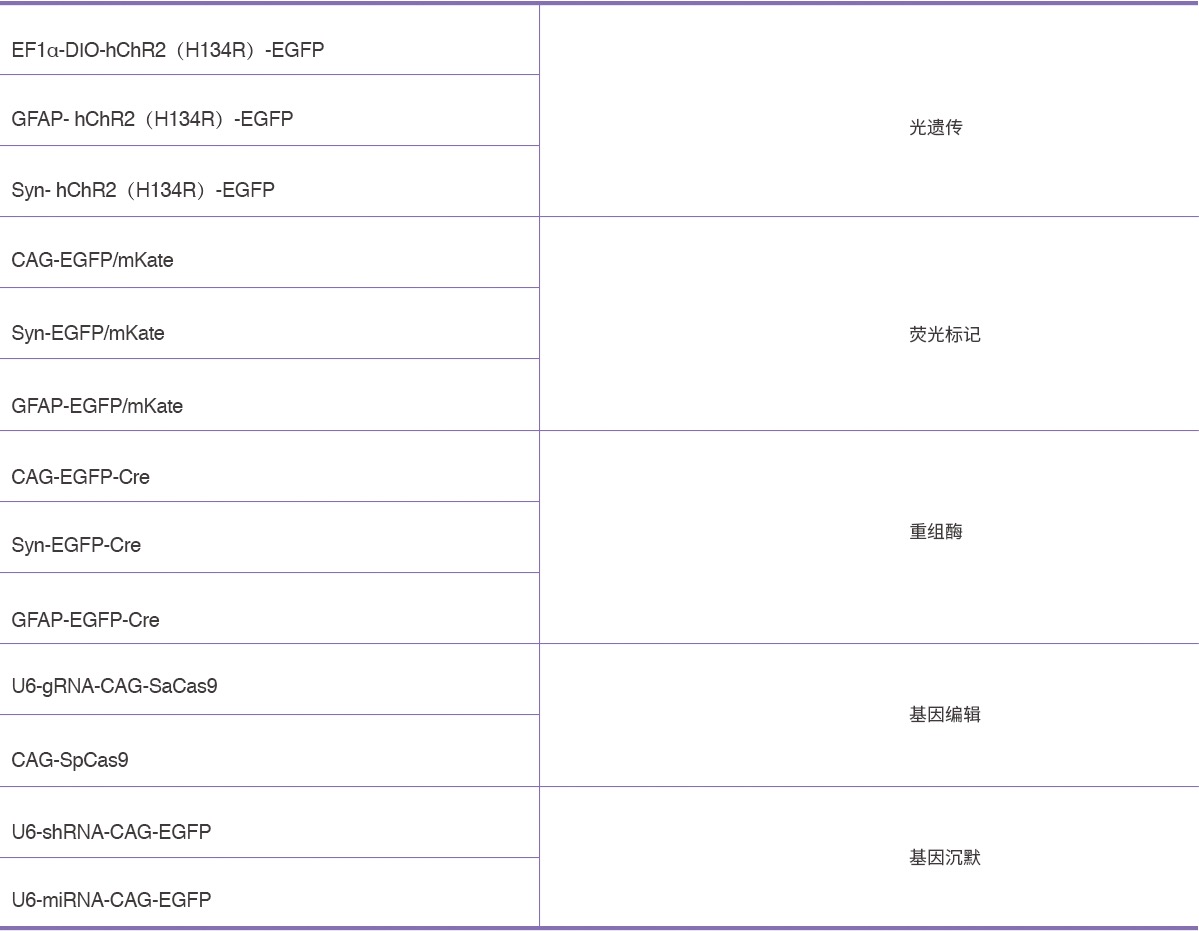 EF1α-DIO-hChR2（H134R）-EGFP
GFAP- hChR2（H134R）-EGFP
光遗传
Syn- hChR2（H134R）-EGFP
CAG-EGFP/mKate
Syn-EGFP/mKate
荧光标记
GFAP-EGFP/mKate
CAG-EGFP-Cre
Syn-EGFP-Cre
重组酶
GFAP-EGFP-Cre
U6-gRNA-CAG-SaCas9
基因编辑
CAG-SpCas9
U6-shRNA-CAG-EGFP
基因沉默
U6-miRNA-CAG-EGFP